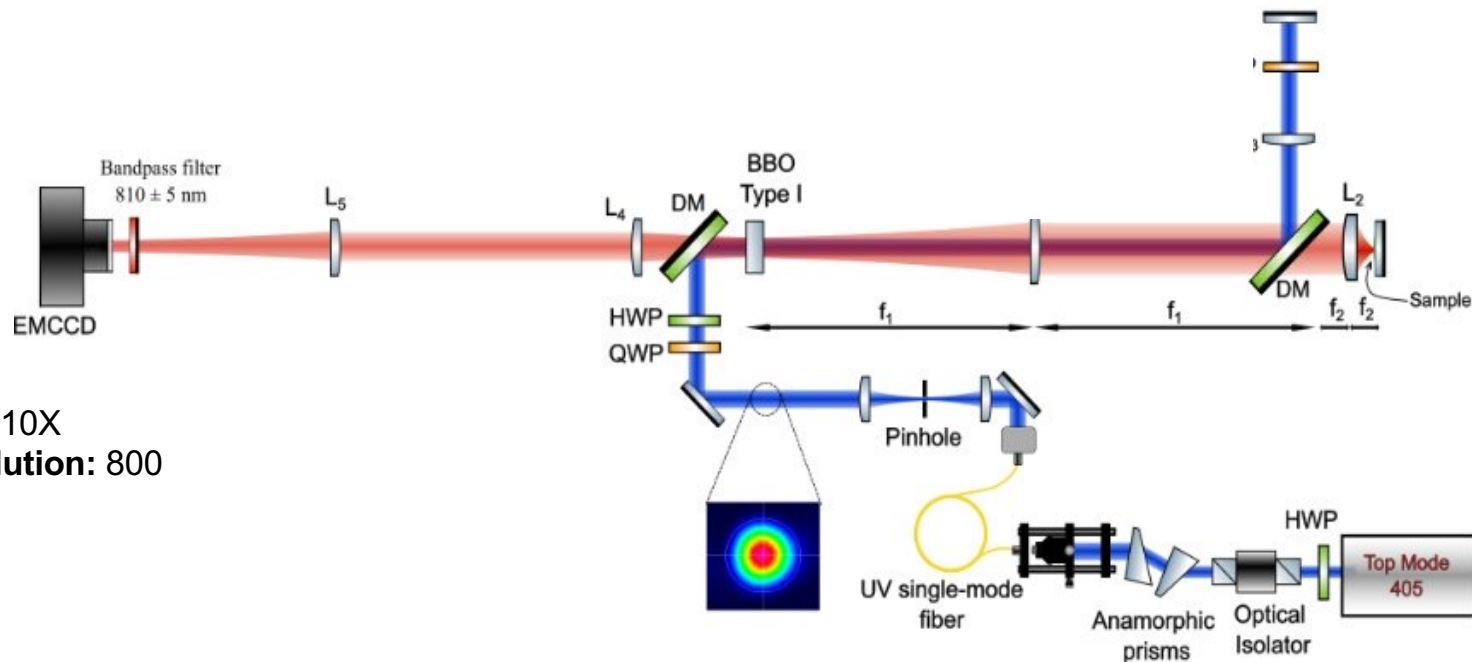 Bandpass filter
810 ± 5 nm
BBO
Type I
L5
L4
DM
L2
EMCCD
DM
Sample
f1
f1
f2
f2
HWP
QWP
10X
lution: 800
Pinhole
HWP
Top Mode
405
UV single-mode
fiber
Anamorphic
prisms
Optical
Isolator